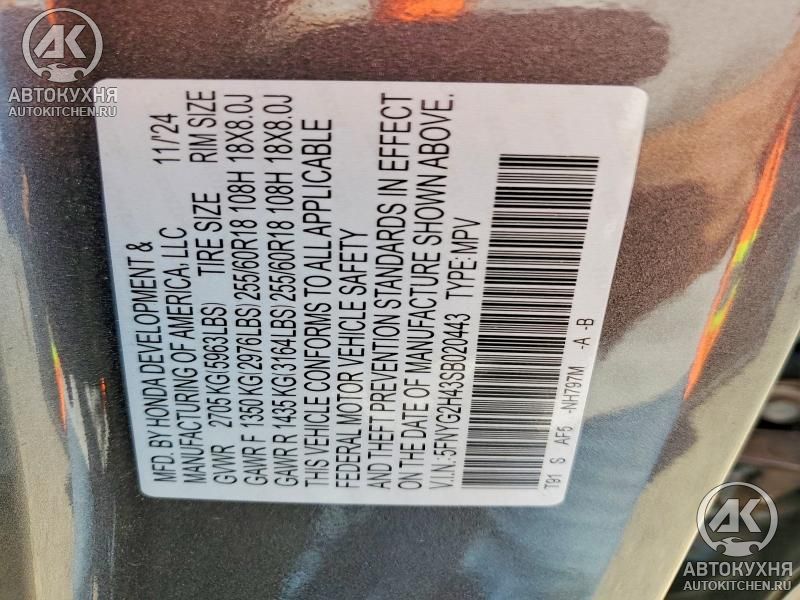 AK
АВТОКУХНЯ
AUTOKITCHEN.RU
MFD. BY HONDA DEVELOPMENT &
MANUFACTURING OF AMERICA, LLC 11/'24
GVWR 2705 KG(5963LBS) TIRE SIZE RIM SIZE
GAWR F 1350 KG(2976LBS) 255/60R18 108H 18X8.0J
GAWR R 1435 KG(3164LBS) 255/60R18 108H 18X8.0J
THIS VEHICLE CONFORMS TO ALL APPLICABLE
FEDERAL MOTOR VEHICLE SAFETY
AND THEFT PREVENTION STANDARDS IN EFFECT
ON THE DATE OF MANUFACTURE SHOWN ABOVE.
V.I.N.:5FNYG2H43SB020443 TYPE:MPV
T91 S AF5 -NH797M -A -B
AK
АВТОКУХНЯ
AUTOKITCHEN.RU